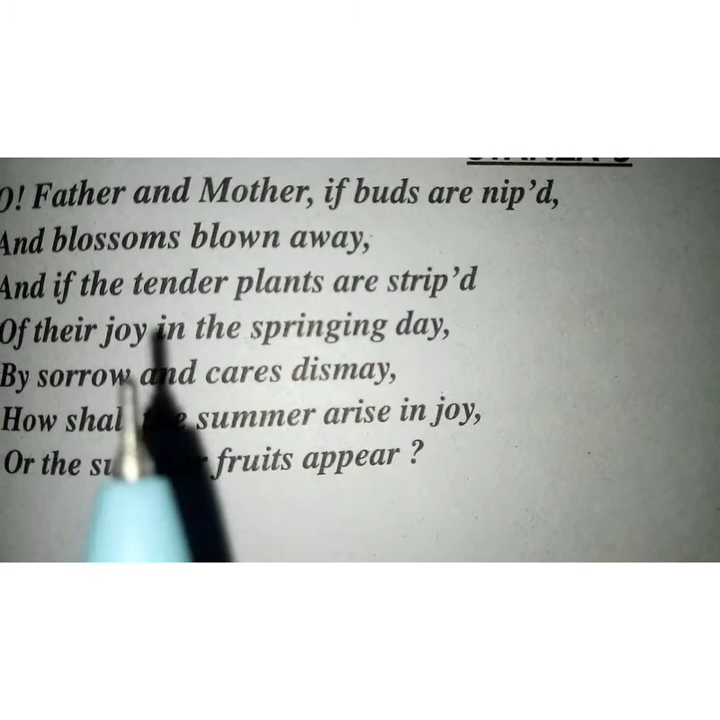 O! Father and Mother, if buds are nip'd,
And blossoms blown away,
And if the tender plants are strip'd
Of their joy in the springing day,
By sorrow and cares dismay,
How shal summer arise in joy,
Or the fruits appear ?